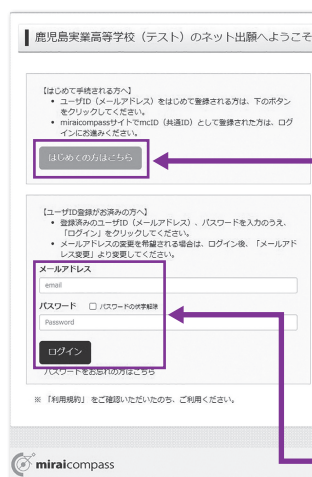 鹿児島実業高等学校（テスト）のネット出願へようこそ
【はじめて手続される方へ】
• ユーザID（メールアドレス）をはじめて登録される方は、下のボタン
をクリックしてください。
• miraicompassサイトでmcID（共通ID）として登録された方は、ログ
インにお進みください。
はじめての方はこちら
【ユーザID登録がお済みの方へ】
• 登録済みのユーザID（メールアドレス）、パスワードを入力のうえ、
「ログイン」をクリックしてください。
• メールアドレスの変更を希望される場合は、ログイン後、「メールアド
レス変更」より変更してください。
メールアドレス
email
パスワード □ パスワードの伏字解除
Password
ログイン
パスワードをお忘れの方はこちら
※ 「利用規約」 をご確認いただいたのち、ご利用ください。
miraicompass